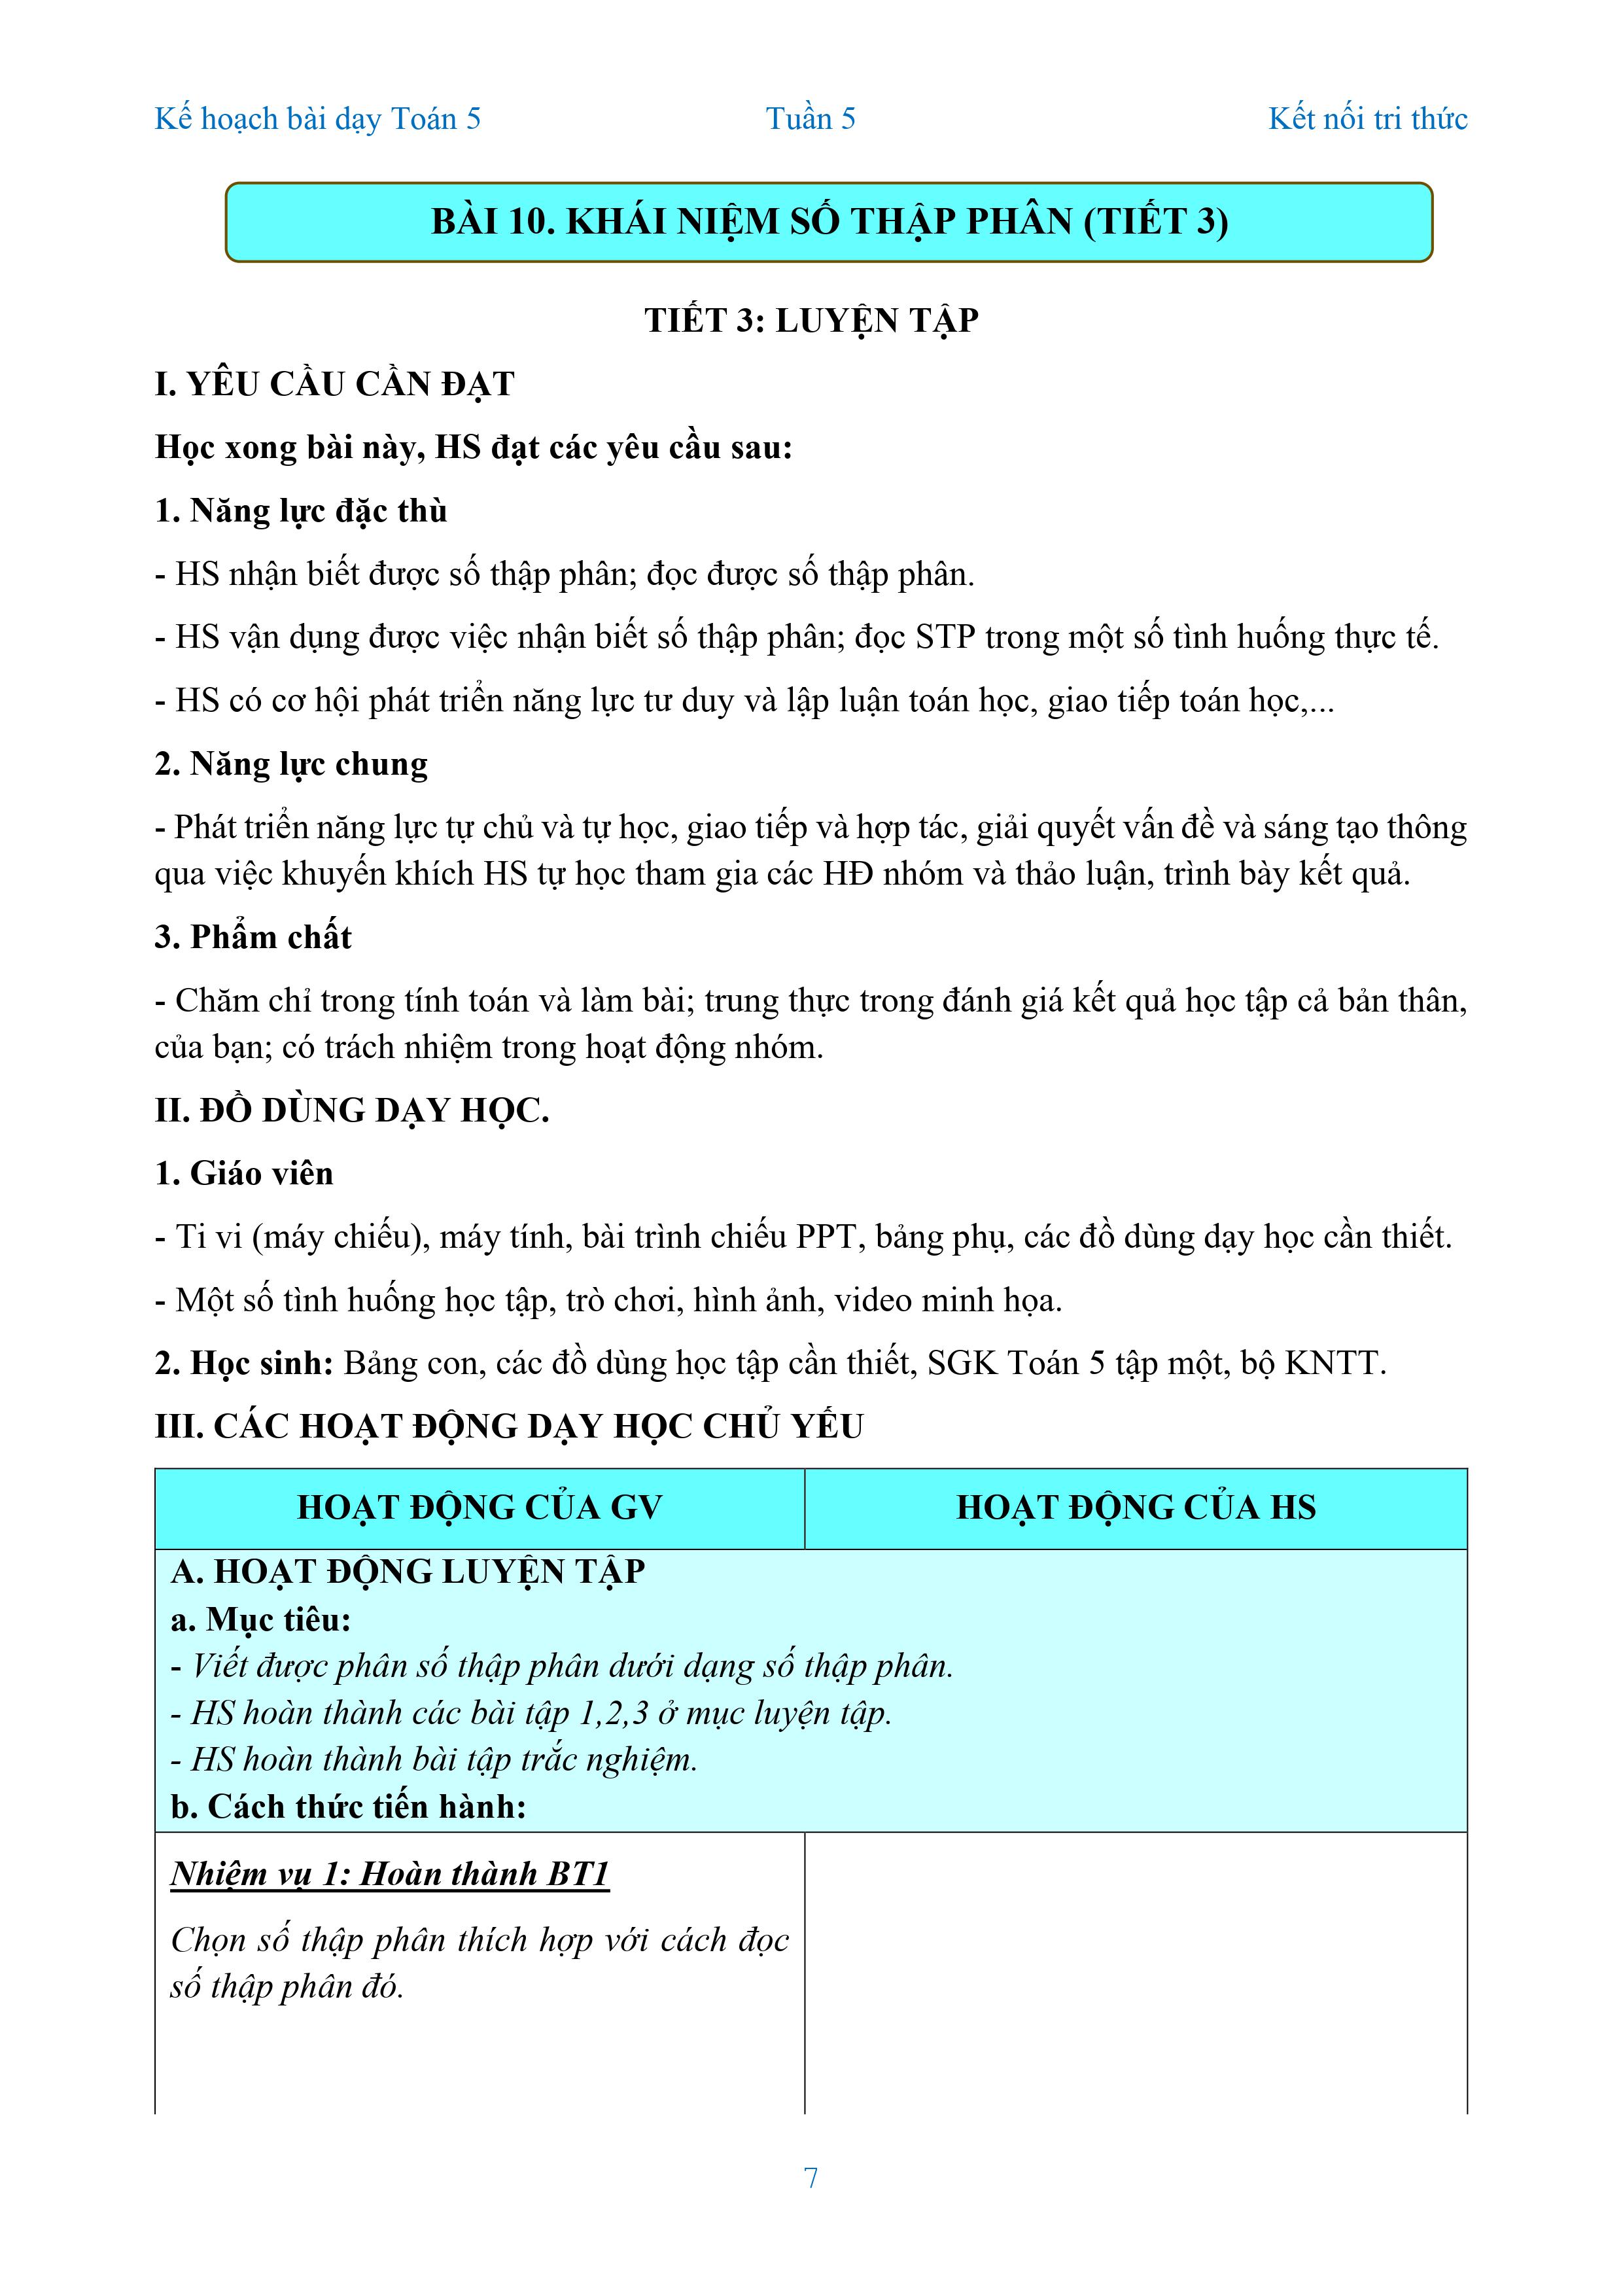 Kế hoạch bài dạy Toán 5 Tuần 5 Kết nối tri thức
BÀI 10. KHÁI NIỆM SỐ THẬP PHÂN (TIẾT 3)
TIẾT 3: LUYỆN TẬP
I. YÊU CẦU CẦN ĐẠT
Học xong bài này, HS đạt các yêu cầu sau:
1. Năng lực đặc thù
- HS nhận biết được số thập phân; đọc được số thập phân.
- HS vận dụng được việc nhận biết số thập phân; đọc STP trong một số tình huống thực tế.
- HS có cơ hội phát triển năng lực tư duy và lập luận toán học, giao tiếp toán học,...
2. Năng lực chung
- Phát triển năng lực tự chủ và tự học, giao tiếp và hợp tác, giải quyết vấn đề và sáng tạo thông
qua việc khuyến khích HS tự học tham gia các HĐ nhóm và thảo luận, trình bày kết quả.
3. Phẩm chất
- Chăm chỉ trong tính toán và làm bài; trung thực trong đánh giá kết quả học tập cả bản thân,
của bạn; có trách nhiệm trong hoạt động nhóm.
II. ĐỒ DÙNG DẠY HỌC.
1. Giáo viên
- Ti vi (máy chiếu), máy tính, bài trình chiếu PPT, bảng phụ, các đồ dùng dạy học cần thiết.
- Một số tình huống học tập, trò chơi, hình ảnh, video minh họa.
2. Học sinh: Bảng con, các đồ dùng học tập cần thiết, SGK Toán 5 tập một, bộ KNTT.
III. CÁC HOẠT ĐỘNG DẠY HỌC CHỦ YẾU
HOẠT ĐỘNG CỦA GV HOẠT ĐỘNG CỦA HS
A. HOẠT ĐỘNG LUYỆN TẬP
a. Mục tiêu:
- Viết được phân số thập phân dưới dạng số thập phân.
- HS hoàn thành các bài tập 1,2,3 ở mục luyện tập.
- HS hoàn thành bài tập trắc nghiệm.
b. Cách thức tiến hành:
Nhiệm vụ 1: Hoàn thành BT1
Chọn số thập phân thích hợp với cách đọc
số thập phân đó.
7